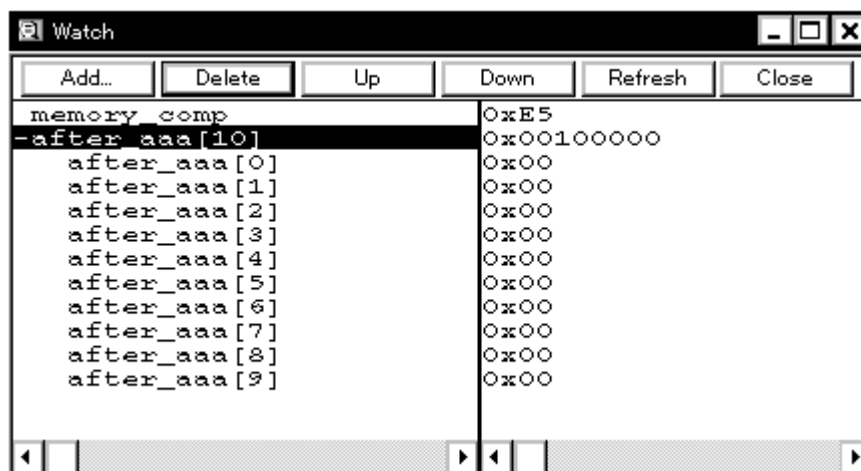 Watch
Add... Delete Up Down Refresh Close
memory_comp 0xE5
-after_aaa[10] 0x00100000
after_aaa[0] 0x00
after_aaa[1] 0x00
after_aaa[2] 0x00
after_aaa[3] 0x00
after_aaa[4] 0x00
after_aaa[5] 0x00
after_aaa[6] 0x00
after_aaa[7] 0x00
after_aaa[8] 0x00
after_aaa[9] 0x00